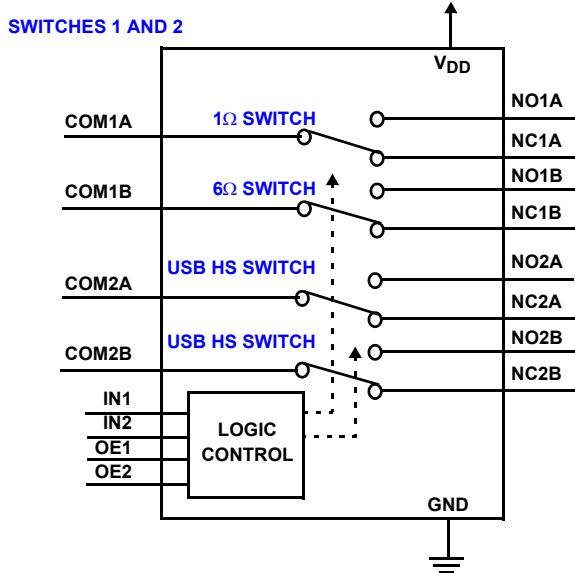 SWITCHES 1 AND 2
VDD
COM1A
1Ω SWITCH
NO1A
NC1A
COM1B
6Ω SWITCH
NO1B
NC1B
COM2A
USB HS SWITCH
NO2A
NC2A
COM2B
USB HS SWITCH
NO2B
NC2B
IN1
IN2
OE1
OE2
LOGIC
CONTROL
GND